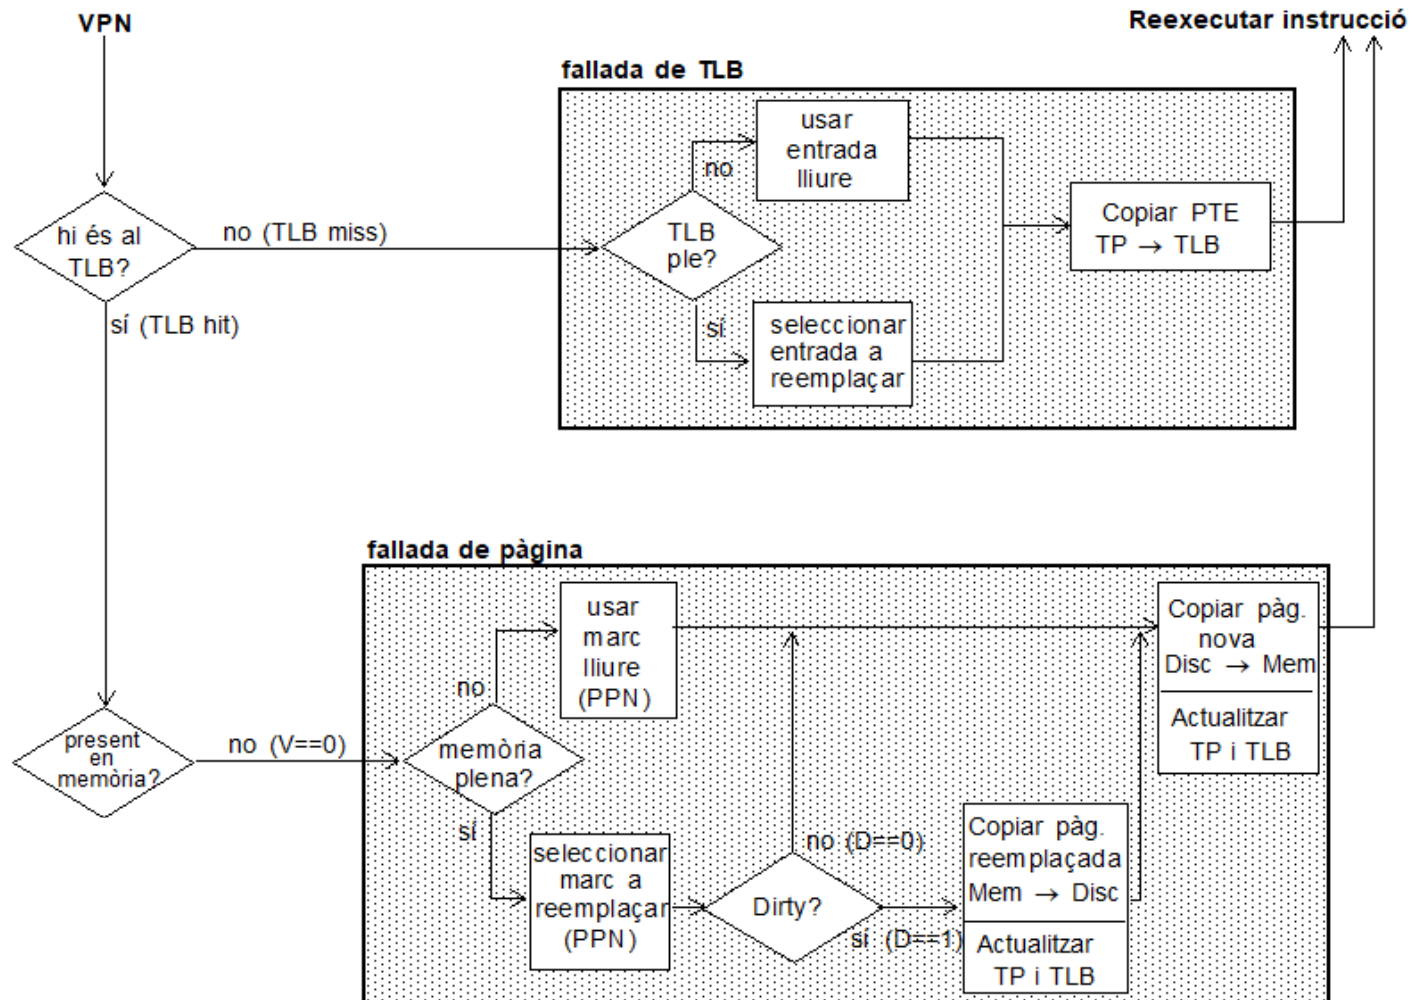 VPN
Reexecutar instrucció
fallada de TLB
usar
entrada
lliure
no
hi és al
TLB?
no (TLB miss)
TLB
ple?
Copiar PTE
TP → TLB
sí (TLB hit)
sí
seleccionar
entrada a
reemplaçar
fallada de pàgina
usar
marc
lliure
(PPN)
no
Copiar pàg.
nova
Disc → Mem
Actualitzar
TP i TLB
present
en
memòria?
no (V==0)
memòria
plena?
sí
seleccionar
marc a
reemplaçar
(PPN)
no (D==0)
Dirty?
sí (D==1)
Copiar pàg.
reemplaçada
Mem → Disc
Actualitzar
TP i TLB